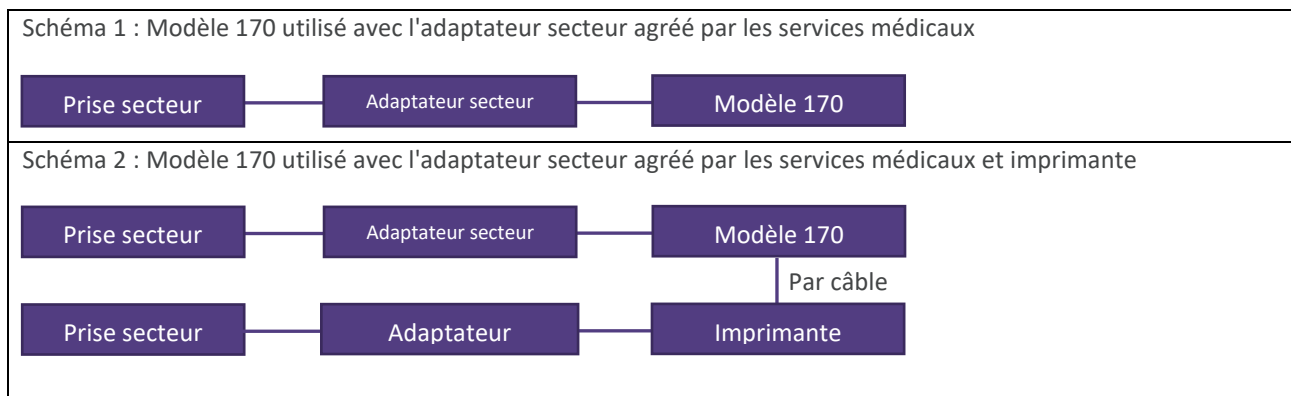 Schéma 1 : Modèle 170 utilisé avec l'adaptateur secteur agréé par les services médicaux
Prise secteur Adaptateur secteur Modèle 170
Schéma 2 : Modèle 170 utilisé avec l'adaptateur secteur agréé par les services médicaux et imprimante
Prise secteur Adaptateur secteur Modèle 170
Par câble
Prise secteur Adaptateur Imprimante